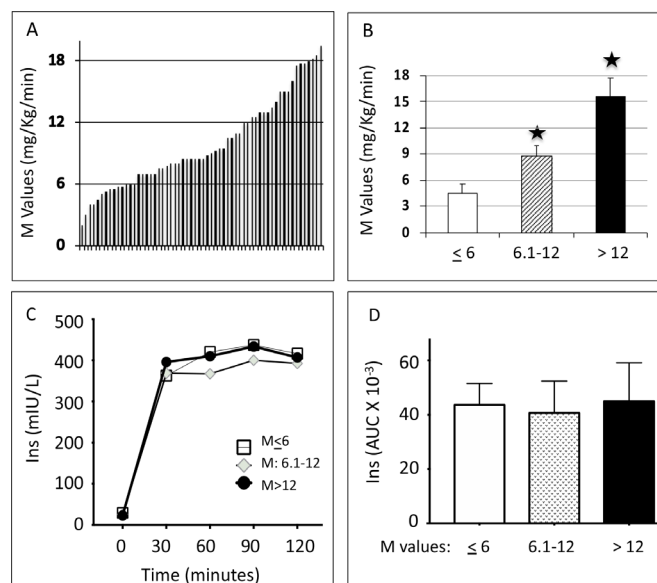 A
M Values (mg/Kg/min)
18
12
6
0
B
M Values (mg/Kg/min)
18
15
12
9
6
3
0
≤ 6 6.1-12 > 12
C
Ins (mIU/L)
500
400
300
200
100
0
M≤6
M: 6.1-12
M>12
0 30 60 90 120
Time (minutes)
D
Ins (AUC X 10⁻³)
60
40
20
0
M values: ≤ 6 6.1-12 > 12